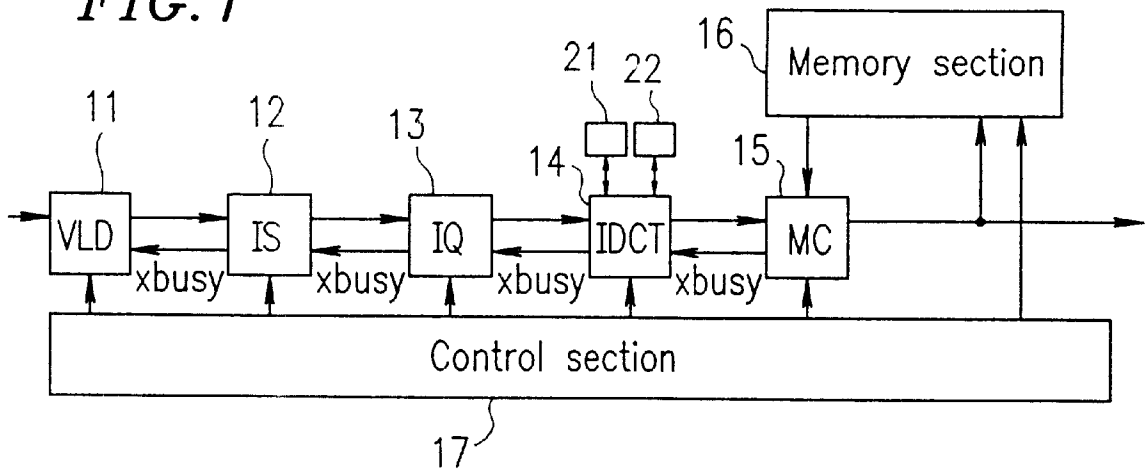 FIG. 1
16
Memory section
21
22
11
12
13
14
15
VLD
IS
IQ
IDCT
MC
xbusy
xbusy
xbusy
xbusy
Control section
17